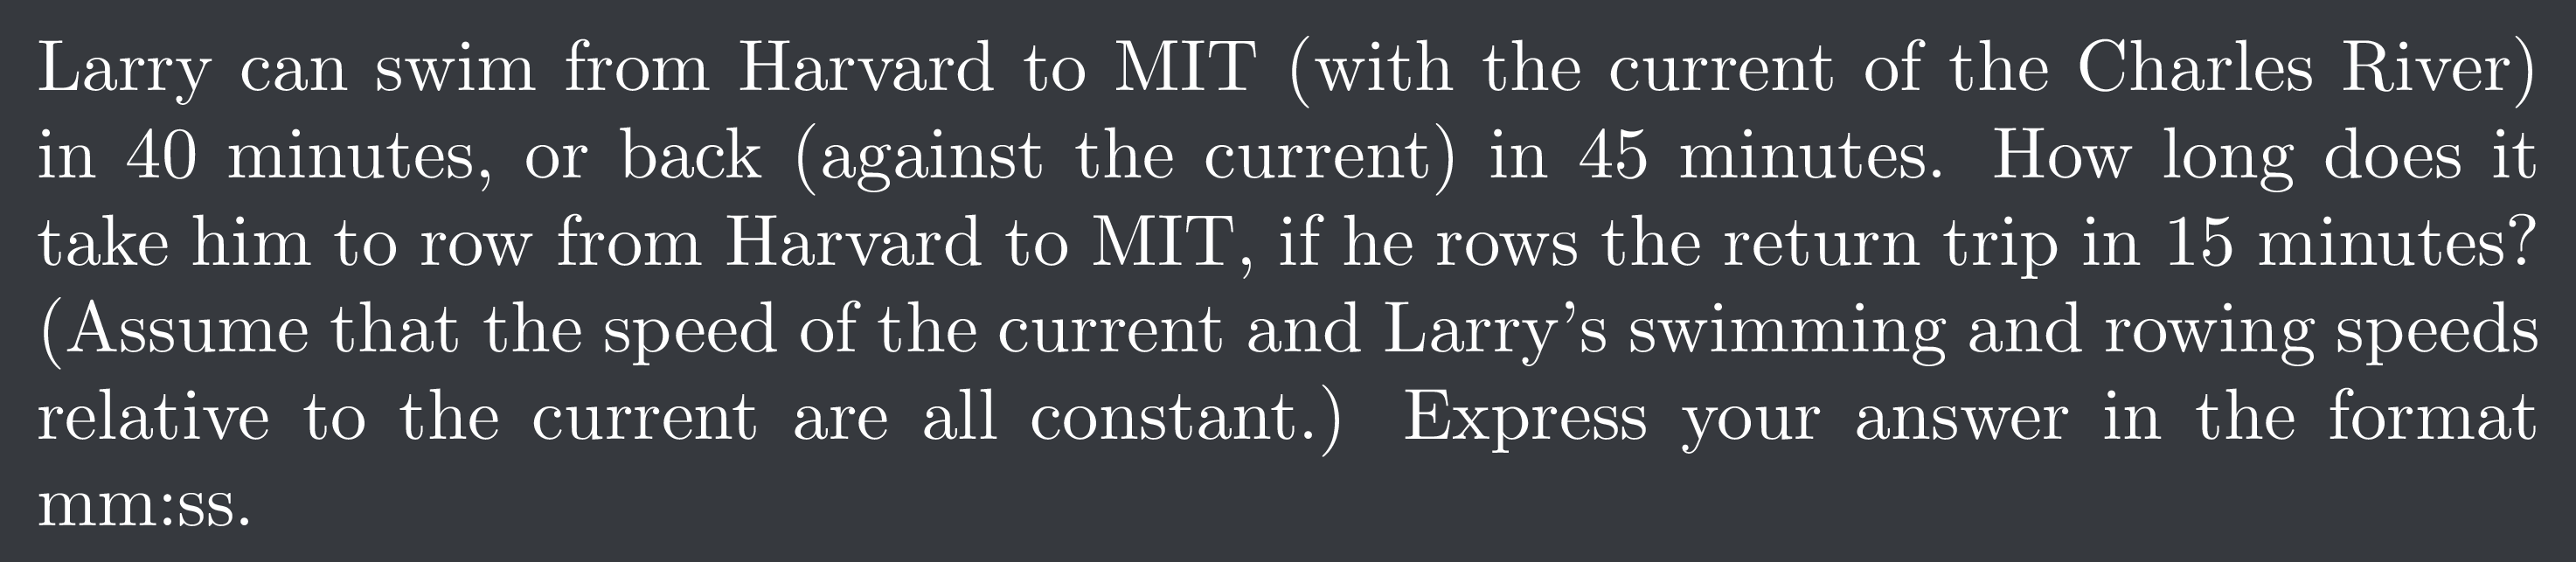 Larry can swim from Harvard to MIT (with the current of the Charles River)
in 40 minutes, or back (against the current) in 45 minutes. How long does it
take him to row from Harvard to MIT, if he rows the return trip in 15 minutes?
(Assume that the speed of the current and Larry's swimming and rowing speeds
relative to the current are all constant.) Express your answer in the format
mm:ss.